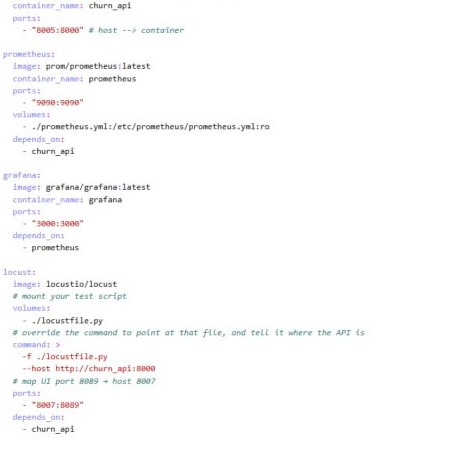 container_name: churn_api
ports:
- "8005:8000" # host --> container
prometheus:
image: prom/prometheus:latest
container_name: prometheus
ports:
- "9090:9090"
volumes:
- ./prometheus.yml:/etc/prometheus/prometheus.yml:ro
depends_on:
- churn_api
grafana:
image: grafana/grafana:latest
container_name: grafana
ports:
- "3000:3000"
depends_on:
- prometheus
locust:
image: locustio/locust
# mount your test script
volumes:
- ./locustfile.py
# override the command to point at that file, and tell it where the API is
command: >
-f ./locustfile.py
--host http://churn_api:8000
# map UI port 8089 → host 8007
ports:
- "8007:8089"
depends_on:
- churn_api